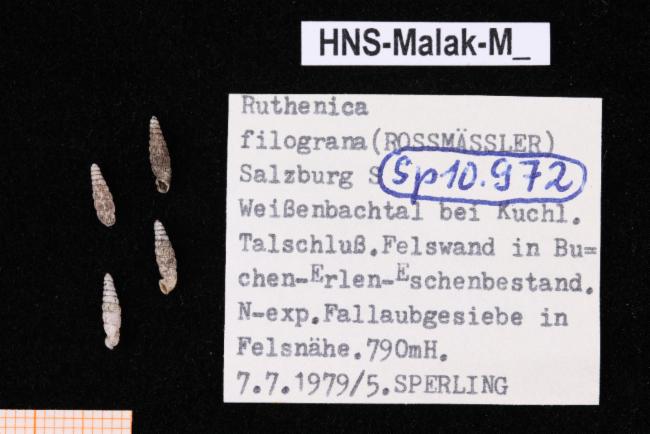 HNS-Malak-M_
Ruthenica
filograna(ROSSMÄSSLER)
Salzburg S
Sp10.972
Weißenbachtal bei Kuchl.
Talschluß.Felswand in Bu=
chen-Erlen-Eschenbestand.
N-exp.Fallaubgesiebe in
Felsnähe.790mH.
7.7.1979/5.SPERLING